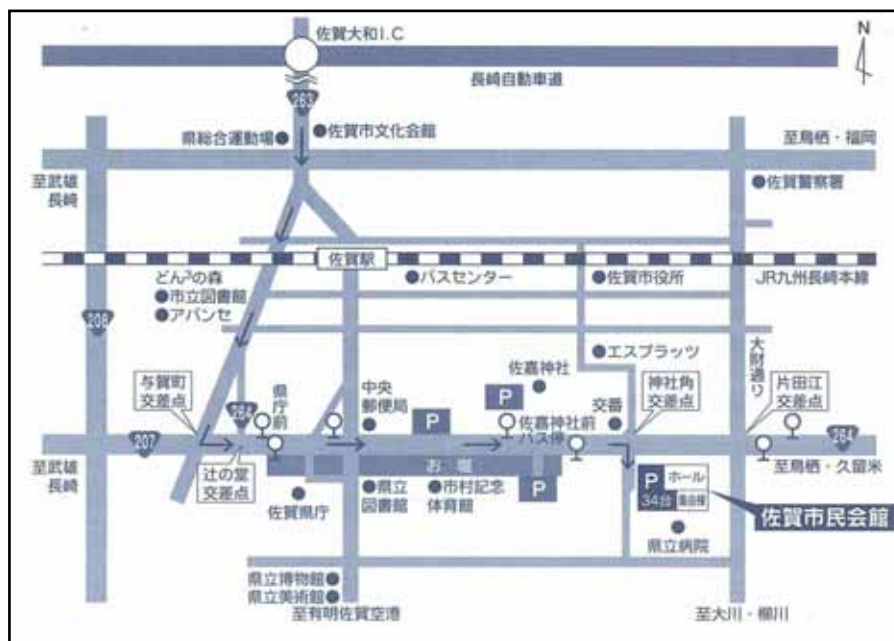 佐賀大和I.C
N
長崎自動車道
263
県総合運動場
佐賀市文化会館
至鳥栖・福岡
至武雄
長崎
佐賀警察署
佐賀駅
どん3の森
市立図書館
アバンセ
バスセンター
佐賀市役所
JR九州長崎本線
208
大財通り
エスプラッツ
佐嘉神社
与賀町
交差点
264
県庁前
中央
郵便局
P
P
佐嘉神社前
バス停
交番
神社角
交差点
片田江
交差点
207
264
至武雄
長崎
辻の堂
交差点
お堀
至鳥栖・久留米
佐賀県庁
県立
図書館
市村記念
体育館
P
P
ホール
34台
県立病院
佐賀市民会館
県立博物館
県立美術館
至有明佐賀空港
至大川・柳川